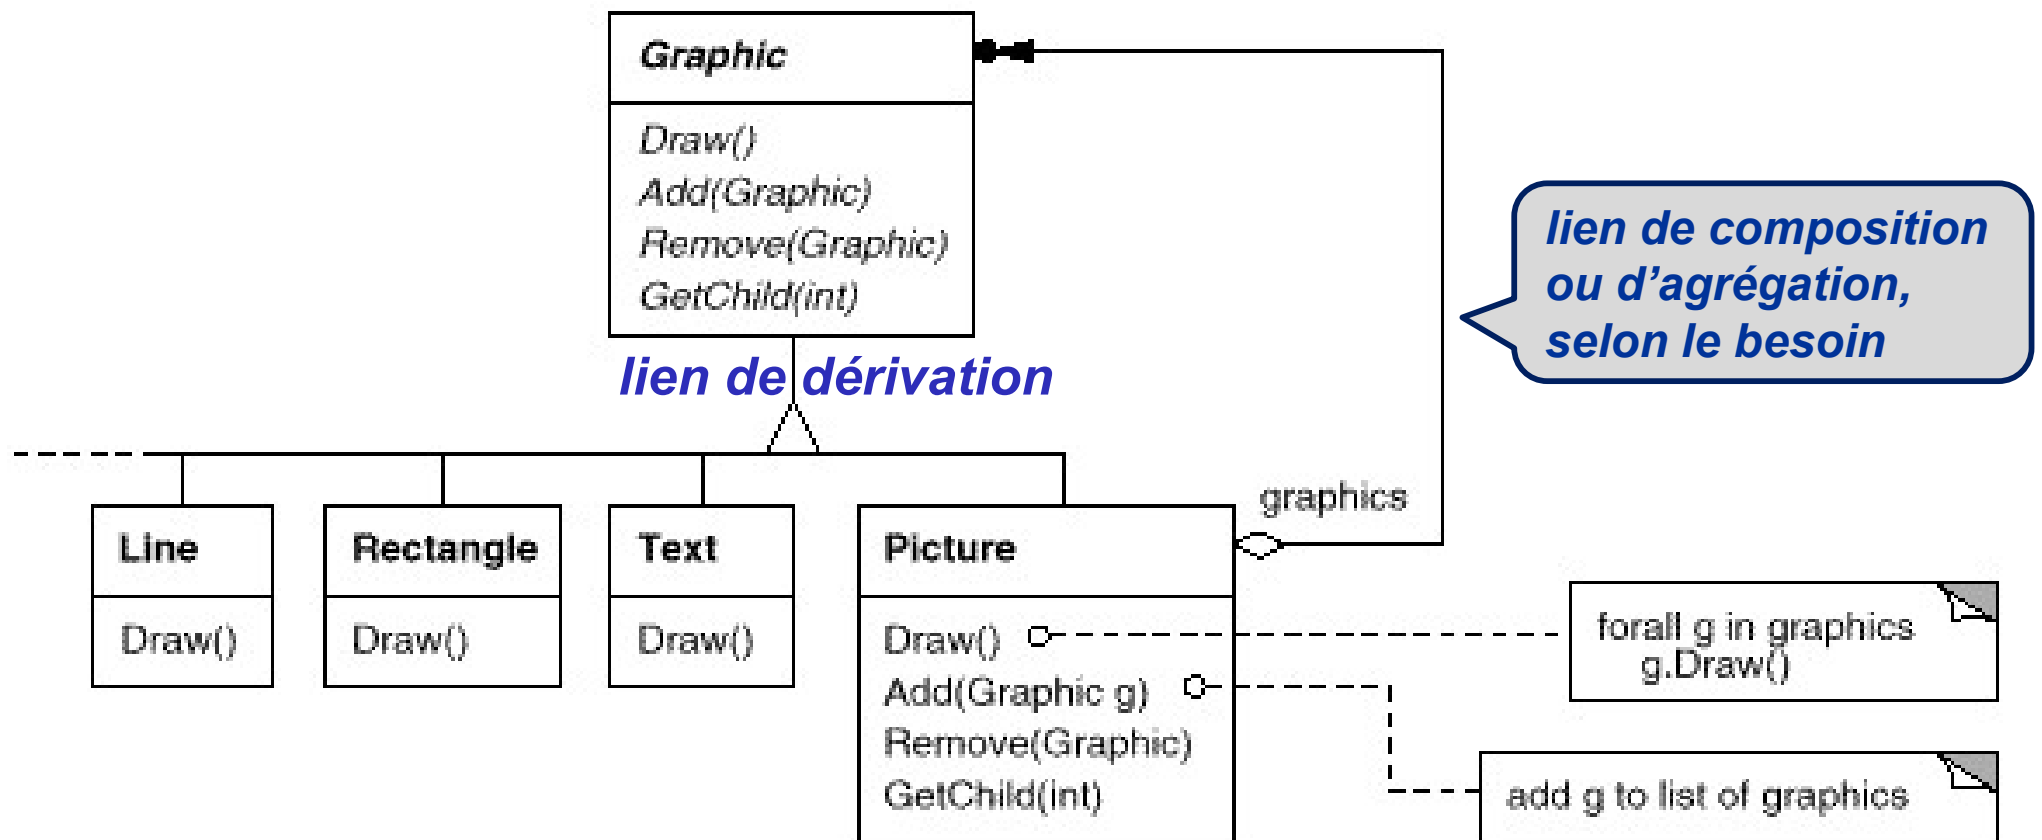 Graphic
Draw()
Add(Graphic)
Remove(Graphic)
GetChild(int)
lien de composition
ou d’agrégation,
selon le besoin
lien de dérivation
graphics
Line
Draw()
Rectangle
Draw()
Text
Draw()
Picture
Draw()
Add(Graphic g)
Remove(Graphic)
GetChild(int)
forall g in graphics
g.Draw()
add g to list of graphics